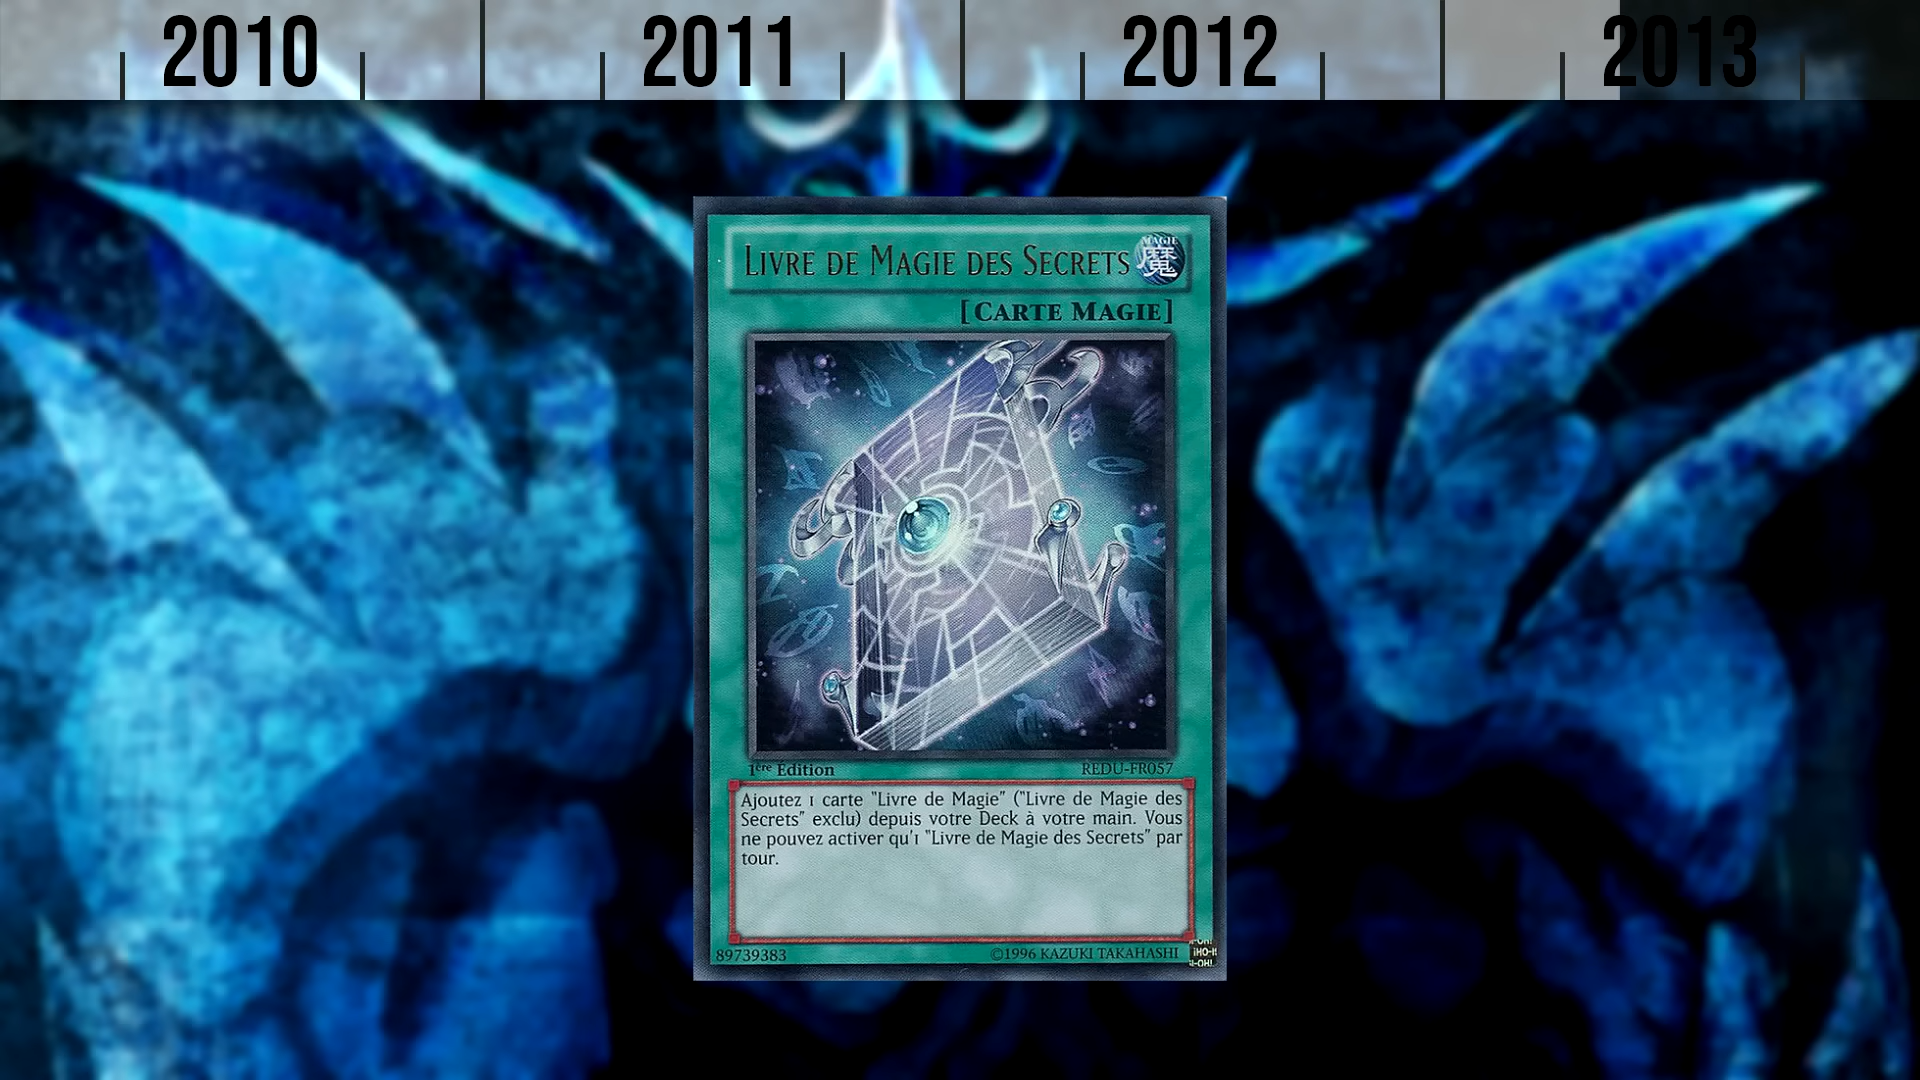 2010 2011 2012 2013
LIVRE DE MAGIE DES SECRETS
MAGIE
魔
[CARTE MAGIE]
1ère Édition REDU-FR057
Ajoutez 1 carte "Livre de Magie" ("Livre de Magie des
Secrets" exclu) depuis votre Deck à votre main. Vous
ne pouvez activer qu'1 "Livre de Magie des Secrets" par
tour.
89739383 ©1996 KAZUKI TAKAHASHI